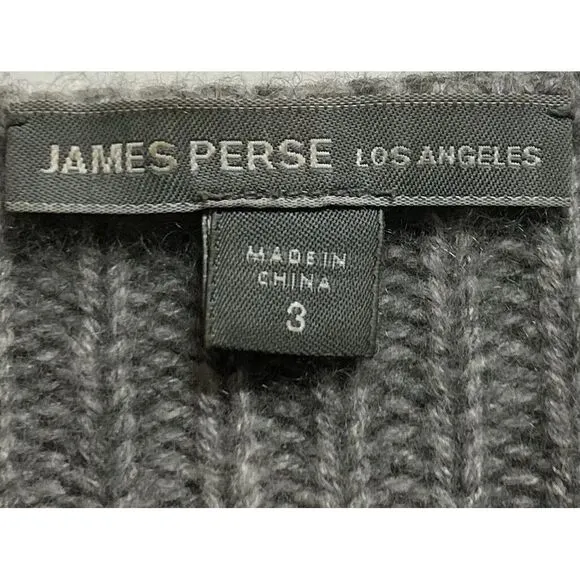 JAMES PERSE LOS ANGELES
MADE IN
CHINA
3